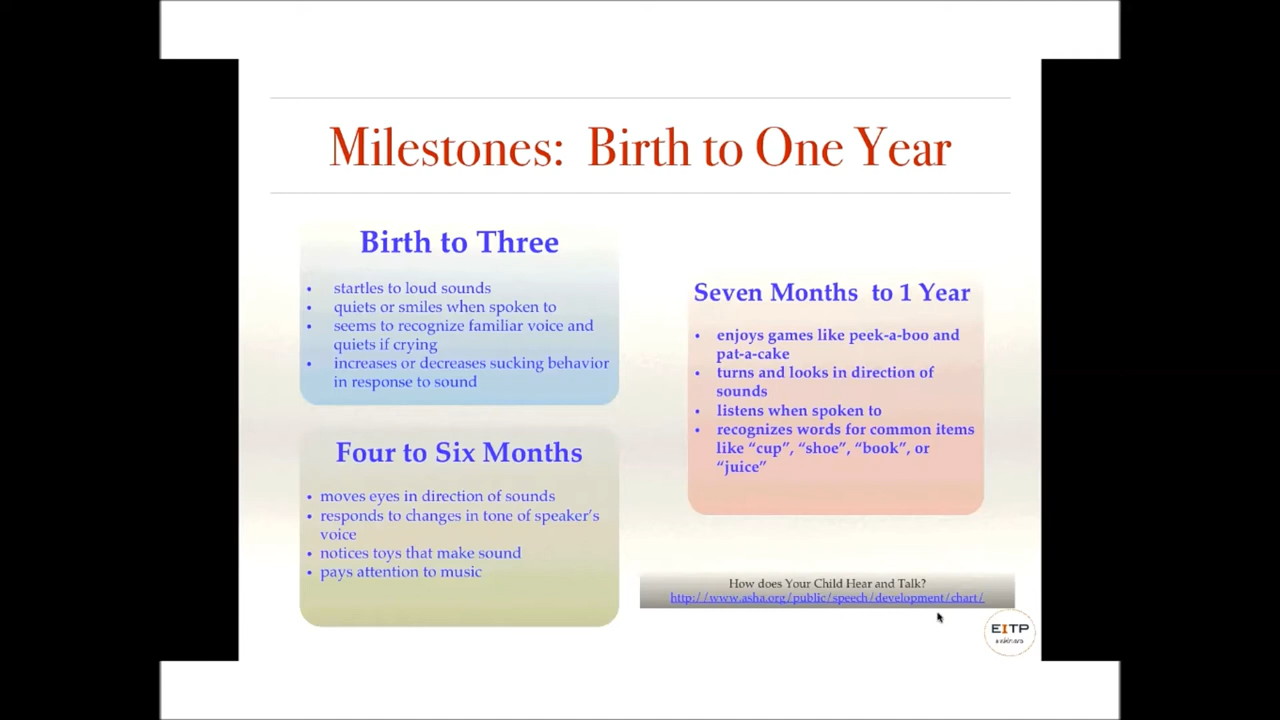 Milestones: Birth to One Year
Birth to Three
• startles to loud sounds
• quiets or smiles when spoken to
• seems to recognize familiar voice and
quiets if crying
• increases or decreases sucking behavior
in response to sound
Four to Six Months
• moves eyes in direction of sounds
• responds to changes in tone of speaker’s
voice
• notices toys that make sound
• pays attention to music
Seven Months to 1 Year
• enjoys games like peek-a-boo and
pat-a-cake
• turns and looks in direction of
sounds
• listens when spoken to
• recognizes words for common items
like “cup”, “shoe”, “book”, or
“juice”
How does Your Child Hear and Talk?
http://www.asha.org/public/speech/development/chart/
EITP
webinars